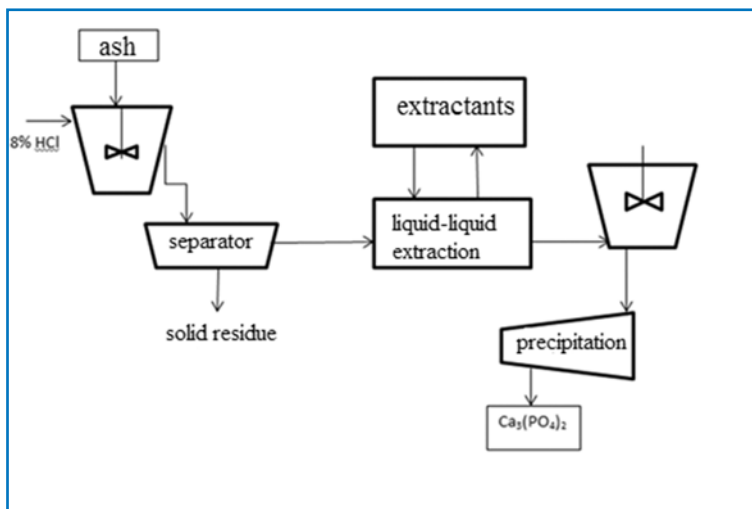 ash
8% HCl
extractants
separator
liquid-liquid
extraction
solid residue
precipitation
Ca₃(PO₄)₂